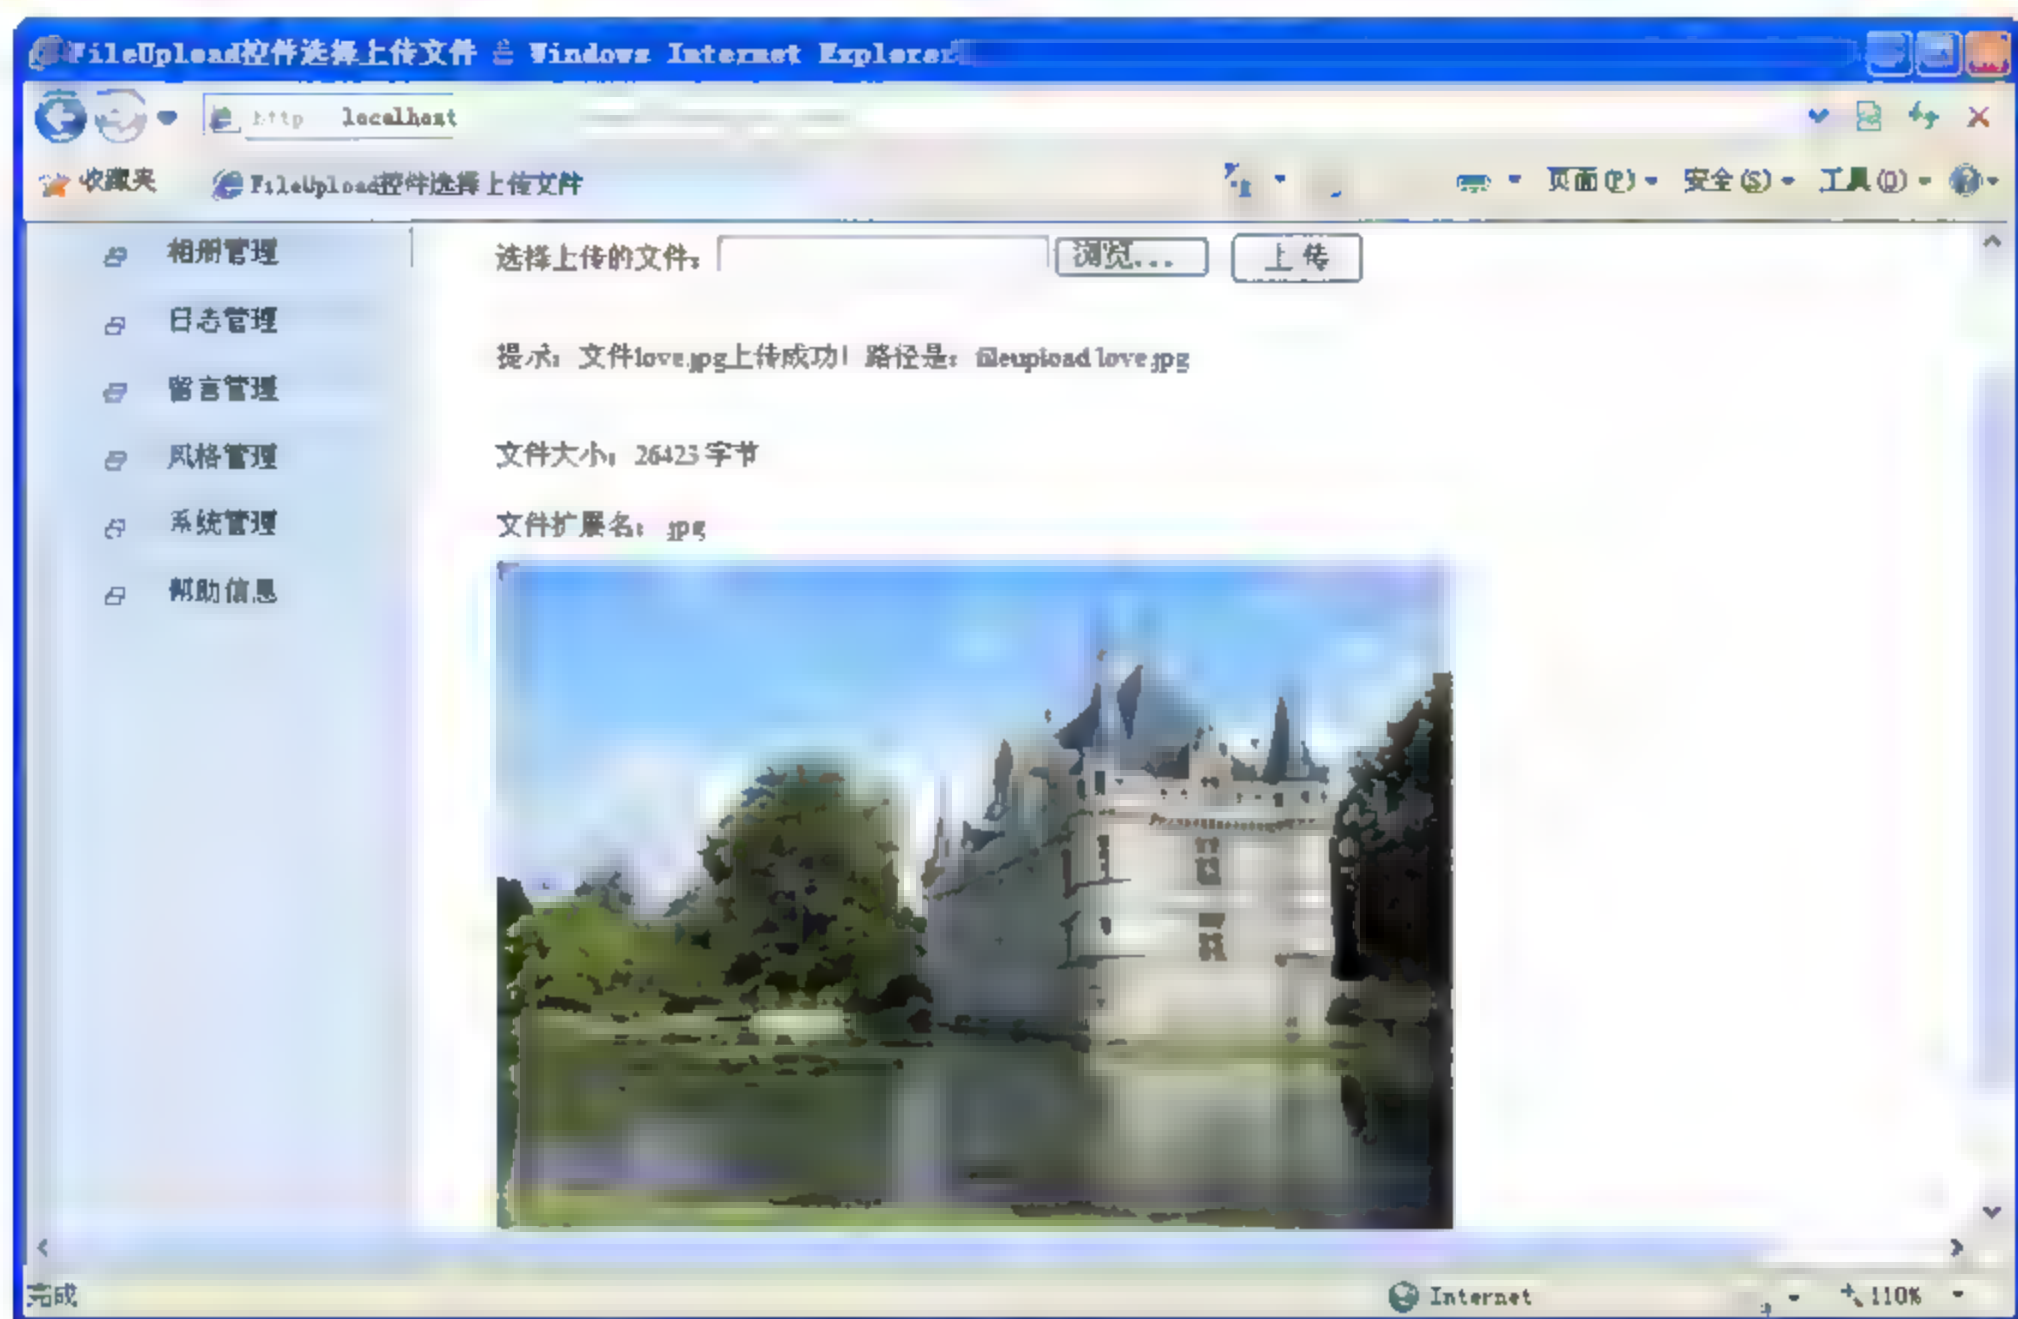 FileUpload控件选择上传文件 - Windows Internet Explorer
http localhost
收藏夹 FileUpload控件选择上传文件 页面(P) 安全(S) 工具(O)
相册管理
日志管理
留言管理
风格管理
系统管理
帮助信息
选择上传的文件: 浏览... 上传
提示: 文件love.jpg上传成功! 路径是: fileupload love.jpg
文件大小: 26423 字节
文件扩展名: jpg
完成 Internet 110%